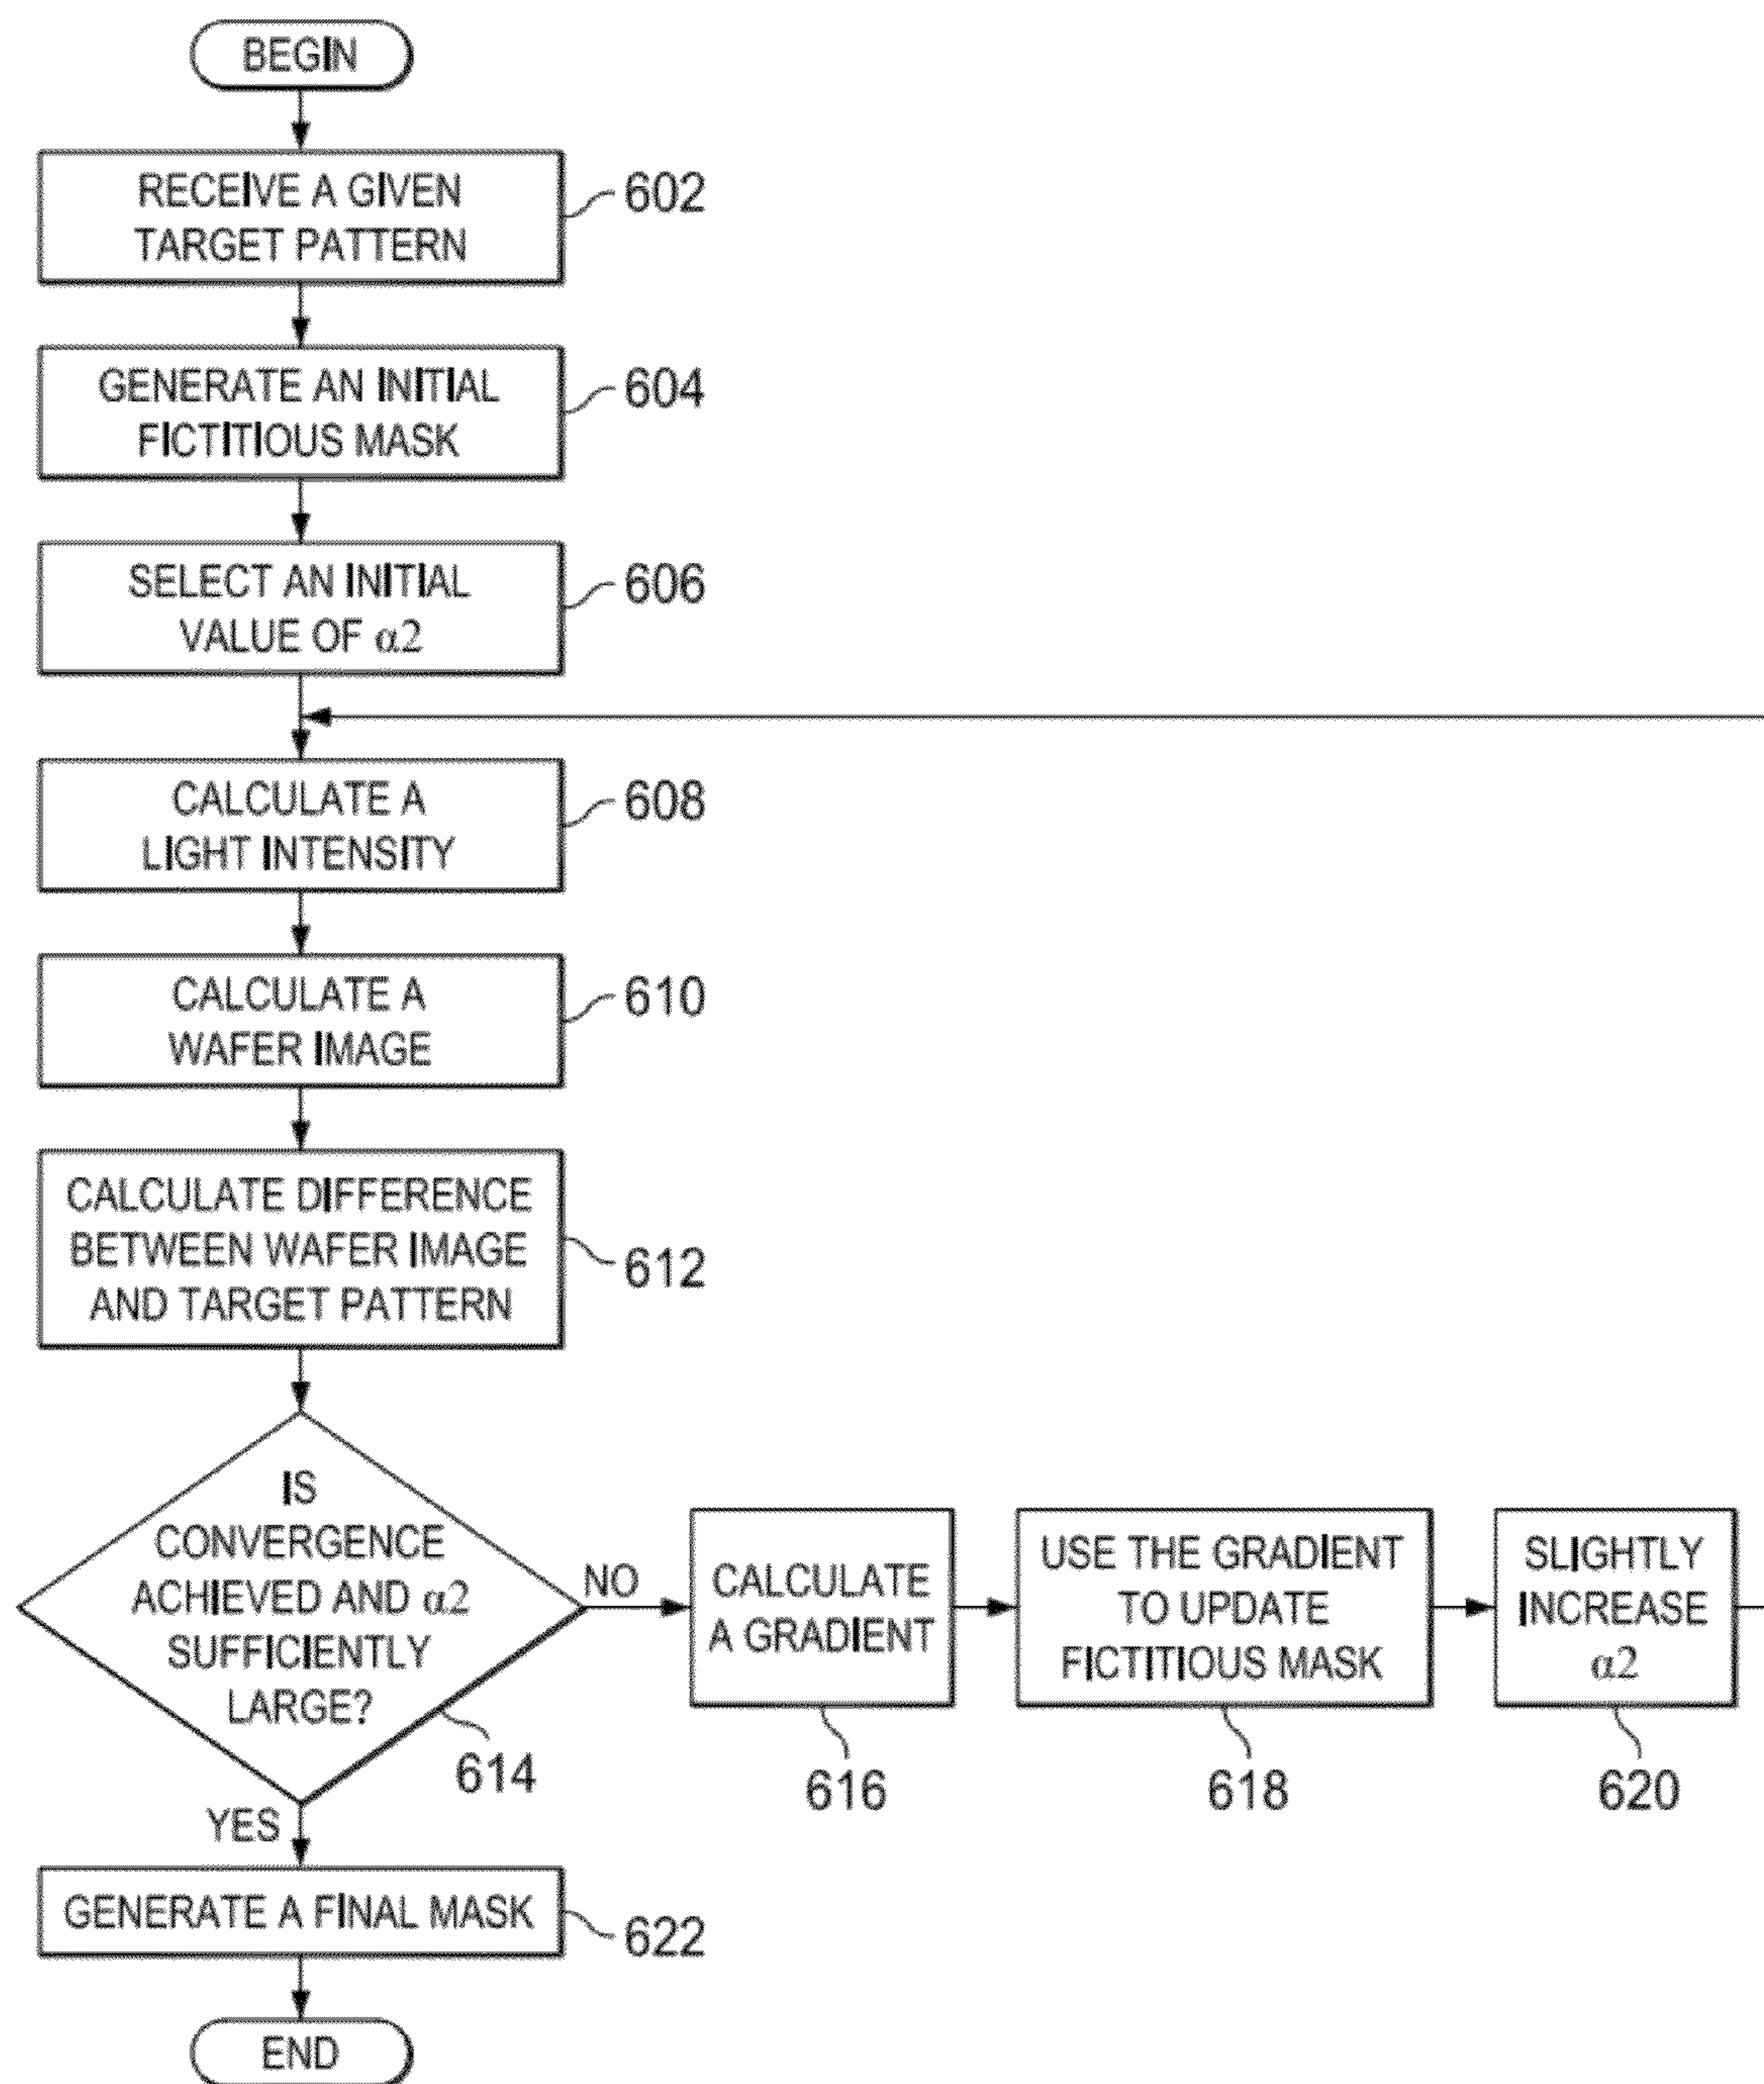 BEGIN
RECEIVE A GIVEN
TARGET PATTERN
602
GENERATE AN INITIAL
FICTITIOUS MASK
604
SELECT AN INITIAL
VALUE OF α2
606
CALCULATE A
LIGHT INTENSITY
608
CALCULATE A
WAFER IMAGE
610
CALCULATE DIFFERENCE
BETWEEN WAFER IMAGE
AND TARGET PATTERN
612
IS
CONVERGENCE
ACHIEVED AND α2
SUFFICIENTLY
LARGE?
614
NO
CALCULATE
A GRADIENT
616
USE THE GRADIENT
TO UPDATE
FICTITIOUS MASK
618
SLIGHTLY
INCREASE
α2
620
YES
GENERATE A FINAL MASK
622
END